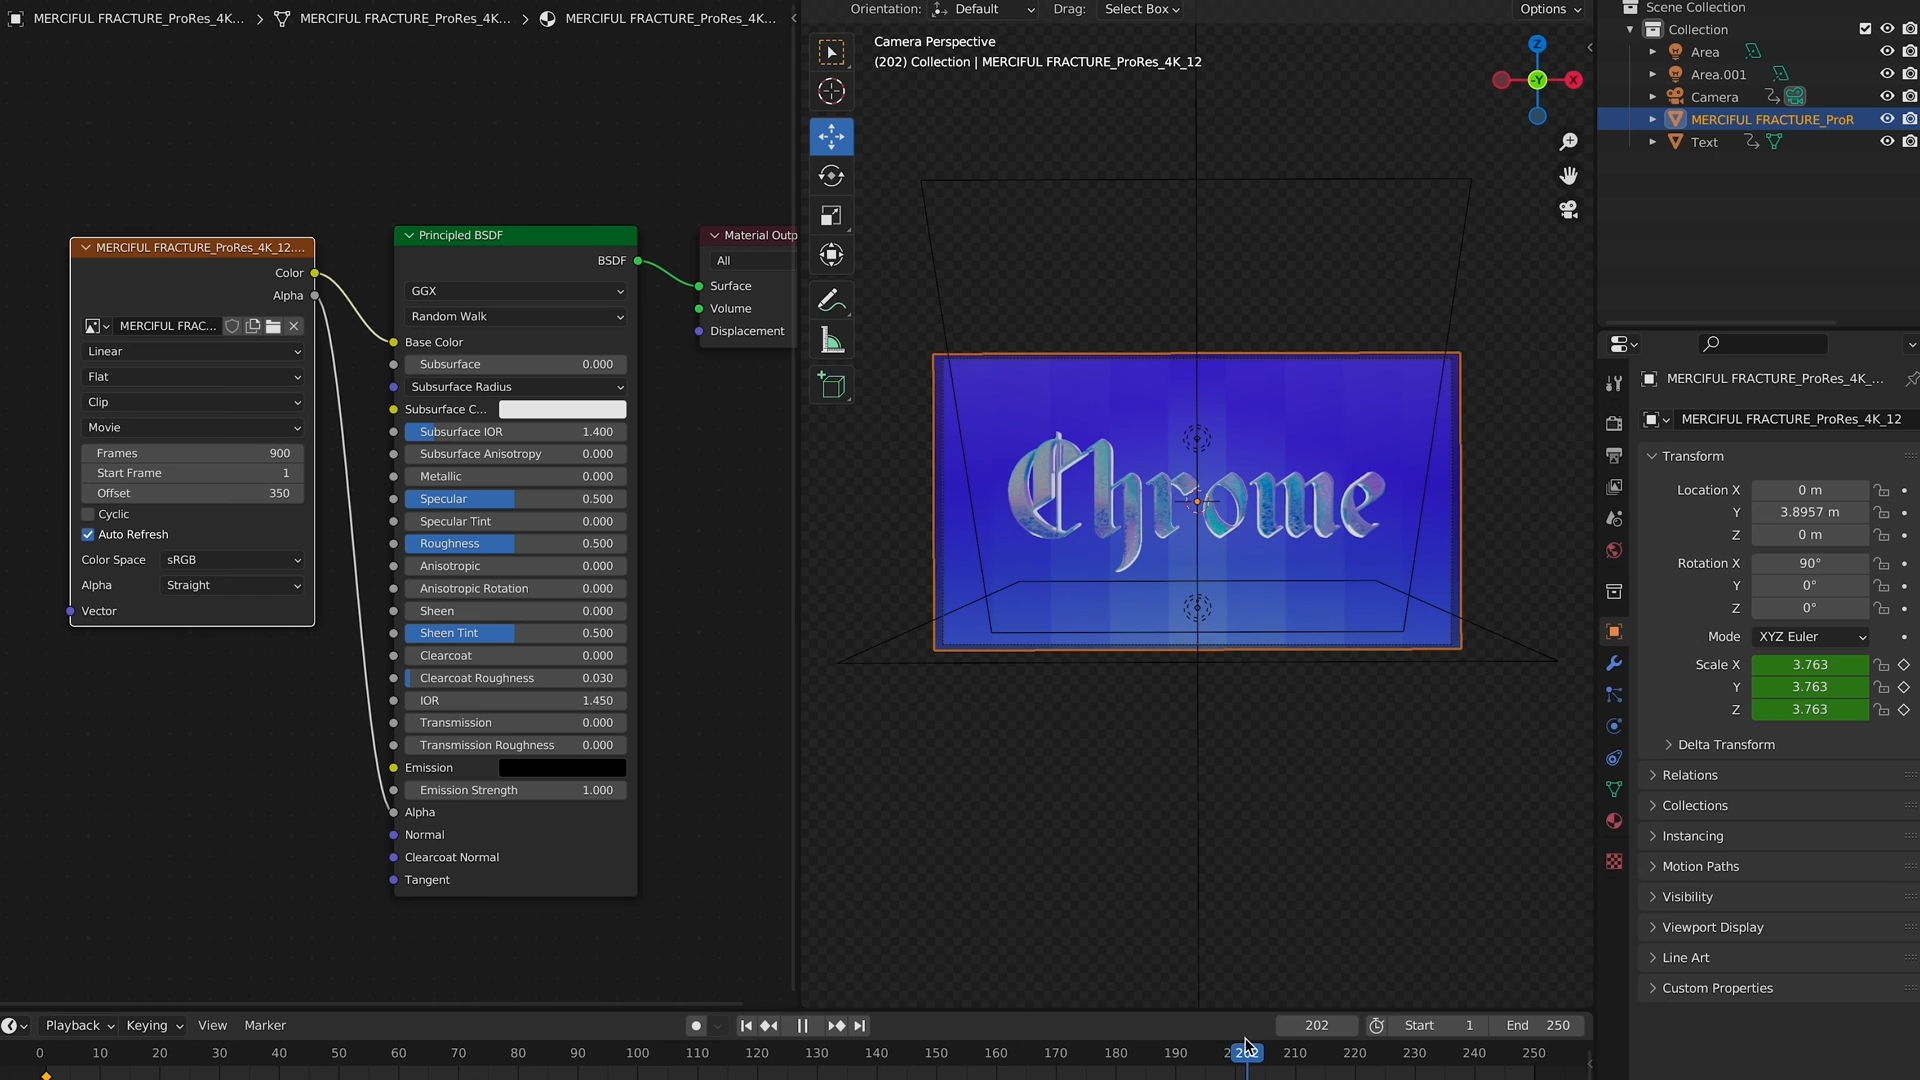 MERCIFUL FRACTURE_ProRes_4K... > MERCIFUL FRACTURE_ProRes_4K... > MERCIFUL FRACTURE_ProRes_4K...
Orientation: Default Drag: Select Box Options
Camera Perspective
(202) Collection | MERCIFUL FRACTURE_ProRes_4K_12
Z
-Y
X
MERCIFUL FRACTURE_ProRes_4K_12....
Color
Alpha
MERCIFUL FRAC...
Linear
Flat
Clip
Movie
Frames 900
Start Frame 1
Offset 350
Cyclic
Auto Refresh
Color Space sRGB
Alpha Straight
Vector
Principled BSDF
BSDF
GGX
Random Walk
Base Color
Subsurface 0.000
Subsurface Radius
Subsurface C...
Subsurface IOR 1.400
Subsurface Anisotropy 0.000
Metallic 0.000
Specular 0.500
Specular Tint 0.000
Roughness 0.500
Anisotropic 0.000
Anisotropic Rotation 0.000
Sheen 0.000
Sheen Tint 0.500
Clearcoat 0.000
Clearcoat Roughness 0.030
IOR 1.450
Transmission 0.000
Transmission Roughness 0.000
Emission
Emission Strength 1.000
Alpha
Normal
Clearcoat Normal
Tangent
Material Outp
All
Surface
Volume
Displacement
Chrome
Scene Collection
Collection
Area
Area.001
Camera
MERCIFUL FRACTURE_ProR
Text
MERCIFUL FRACTURE_ProRes_4K_...
MERCIFUL FRACTURE_ProRes_4K_12
Transform
Location X 0 m
Y 3.8957 m
Z 0 m
Rotation X 90°
Y 0°
Z 0°
Mode XYZ Euler
Scale X 3.763
Y 3.763
Z 3.763
Delta Transform
Relations
Collections
Instancing
Motion Paths
Visibility
Viewport Display
Line Art
Custom Properties
Playback Keying View Marker 202 Start 1 End 250
0 10 20 30 40 50 60 70 80 90 100 110 120 130 140 150 160 170 180 190 202 210 220 230 240 250